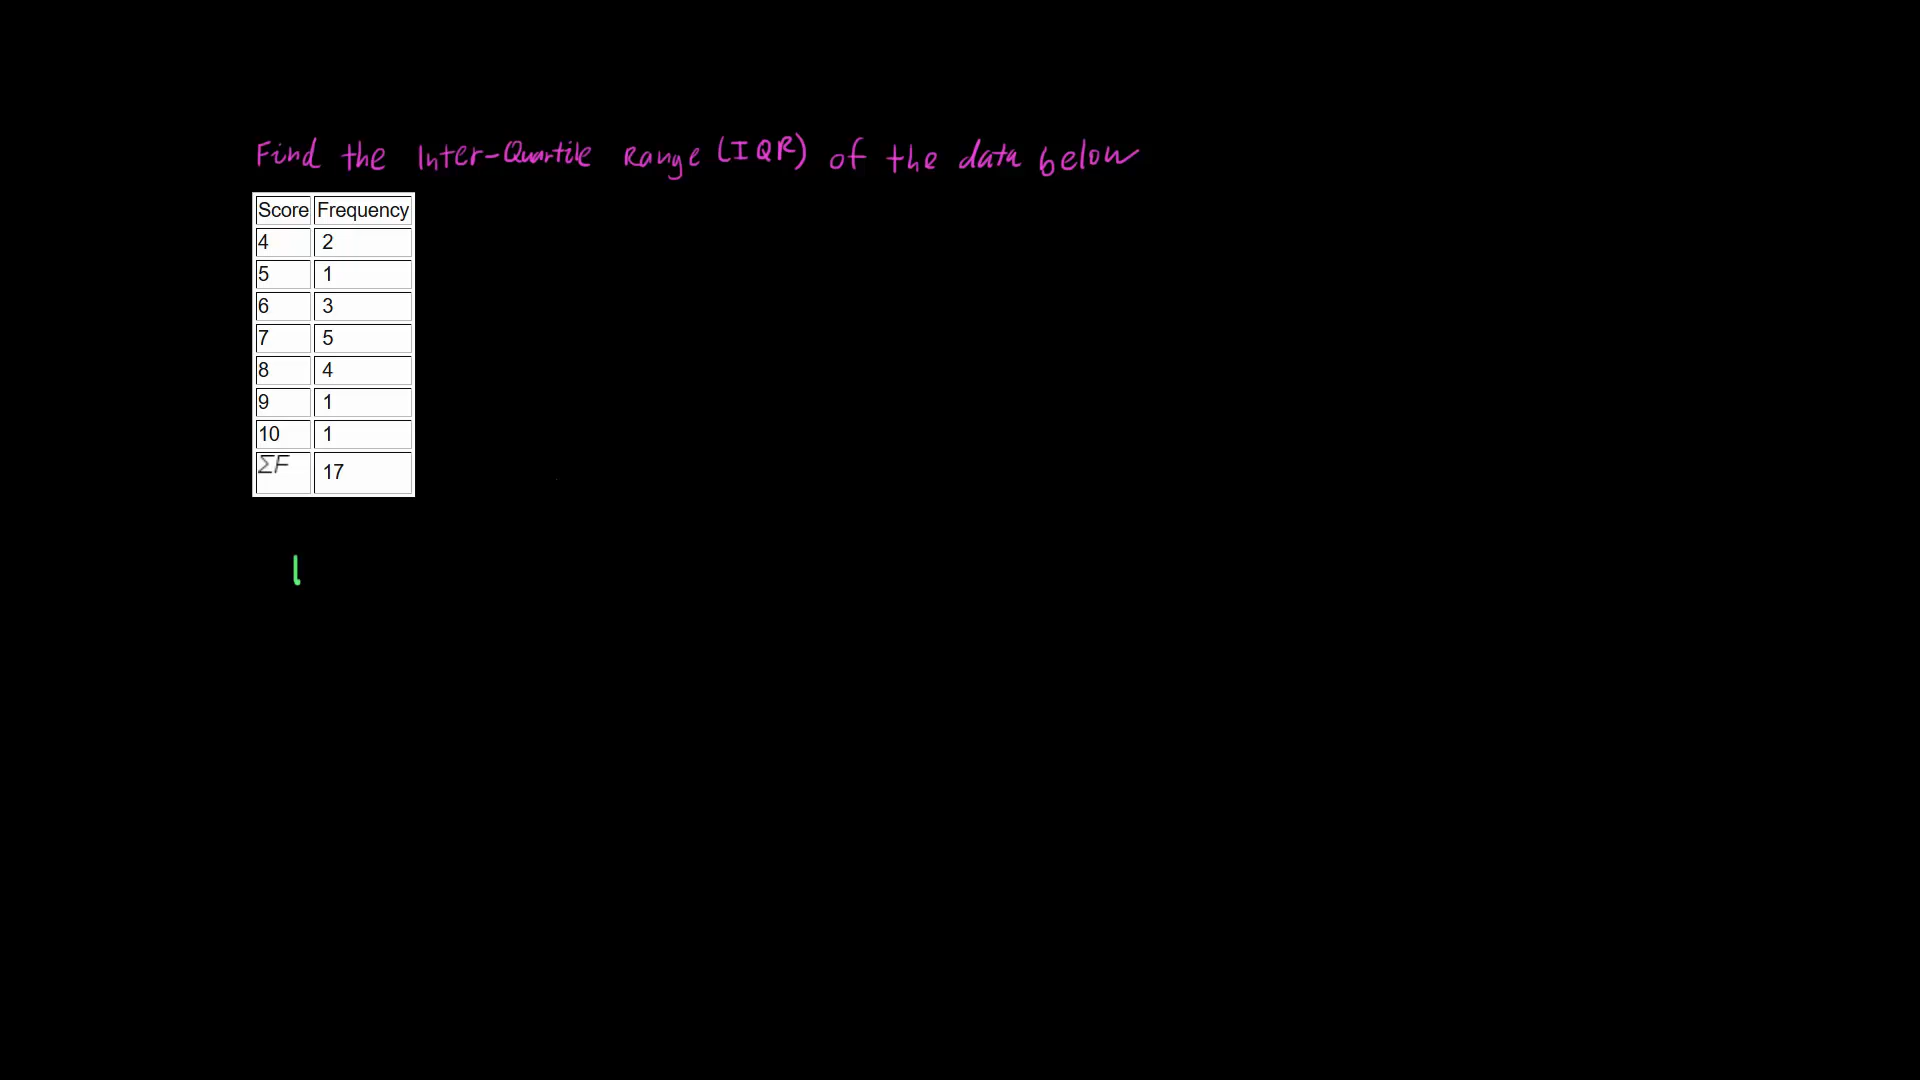 Find the Inter-Quartile Range (IQR) of the data below
Score Frequency
4 2
5 1
6 3
7 5
8 4
9 1
10 1
ΣF 17